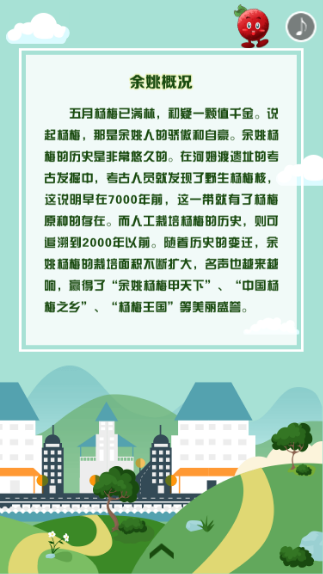 余姚概况
五月杨梅已满林，初疑一颗值千金。说
起杨梅，那是余姚人的骄傲和自豪。余姚杨
梅的历史是非常悠久的。在河姆渡遗址的考
古发掘中，考古人员就发现了野生杨梅核，
这说明早在7000年前，这一带就有了杨梅
原种的存在。而人工栽培杨梅的历史，则可
追溯到2000年以前。随着历史的变迁，余
姚杨梅的栽培面积不断扩大，名声也越来越
响，赢得了“余姚杨梅甲天下”、“中国杨
梅之乡”、“杨梅王国”等美丽盛誉。